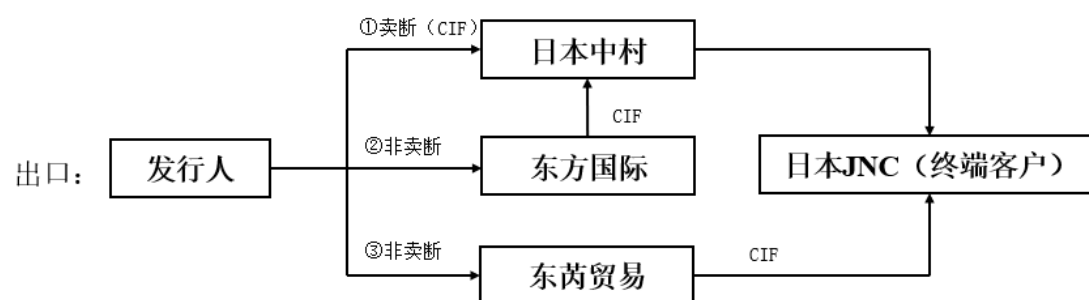 ①卖断（CIF）
日本中村
CIF
②非卖断
出口：
发行人
东方国际
日本JNC（终端客户）
③非卖断
东芮贸易
CIF